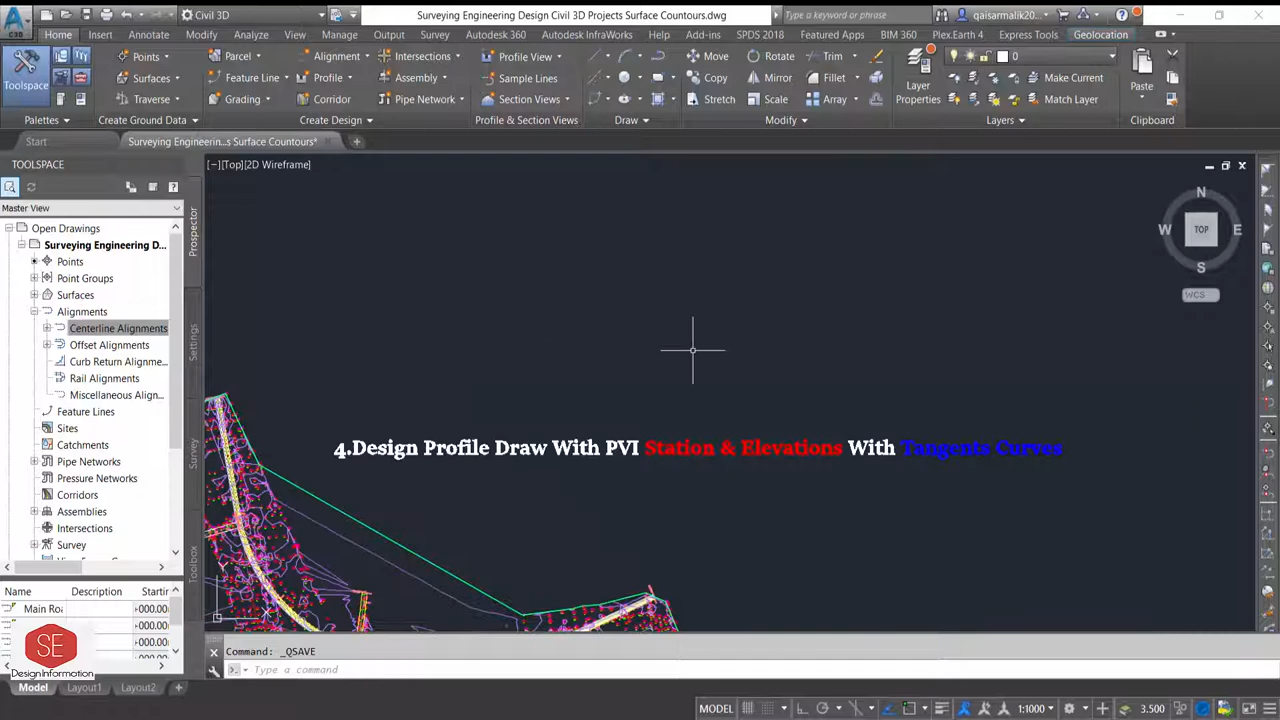 Civil 3D
Surveying Engineering Design Civil 3D Projects Surface Countours.dwg
Type a keyword or phrase
qaisarmalik20...
Home Insert Annotate Modify Analyze View Manage Output Survey Autodesk 360 Autodesk InfraWorks Help Add-ins SPDS 2018 Featured Apps BIM 360 Plex.Earth 4 Express Tools Geolocation
Points Parcel Alignment Intersections Profile View Move Rotate Trim 0
Toolspace Surfaces Feature Line Profile Assembly Sample Lines Copy Mirror Fillet Layer Properties Make Current Paste
Traverse Grading Corridor Pipe Network Section Views Stretch Scale Array Match Layer
Palettes Create Ground Data Create Design Profile & Section Views Draw Modify Layers Clipboard
Start Surveying Engineerin...s Surface Countours*
TOOLSPACE
[−][Top][2D Wireframe]
Master View
Open Drawings
Surveying Engineering D...
Points
Point Groups
Surfaces
Alignments
Centerline Alignments
Offset Alignments
Curb Return Alignme...
Rail Alignments
Miscellaneous Align...
Feature Lines
Sites
Catchments
Pipe Networks
Pressure Networks
Corridors
Assemblies
Intersections
Survey
Prospector
Settings
Survey
Toolbox
N
W TOP E
S
WCS
4.Design Profile Draw With PVI Station & Elevations With Tangents Curves
Name Description Startir
Main Roa +000.00
SE
Design Information
Command: _QSAVE
Type a command
Model Layout1 Layout2 +
MODEL 1:1000 3.500